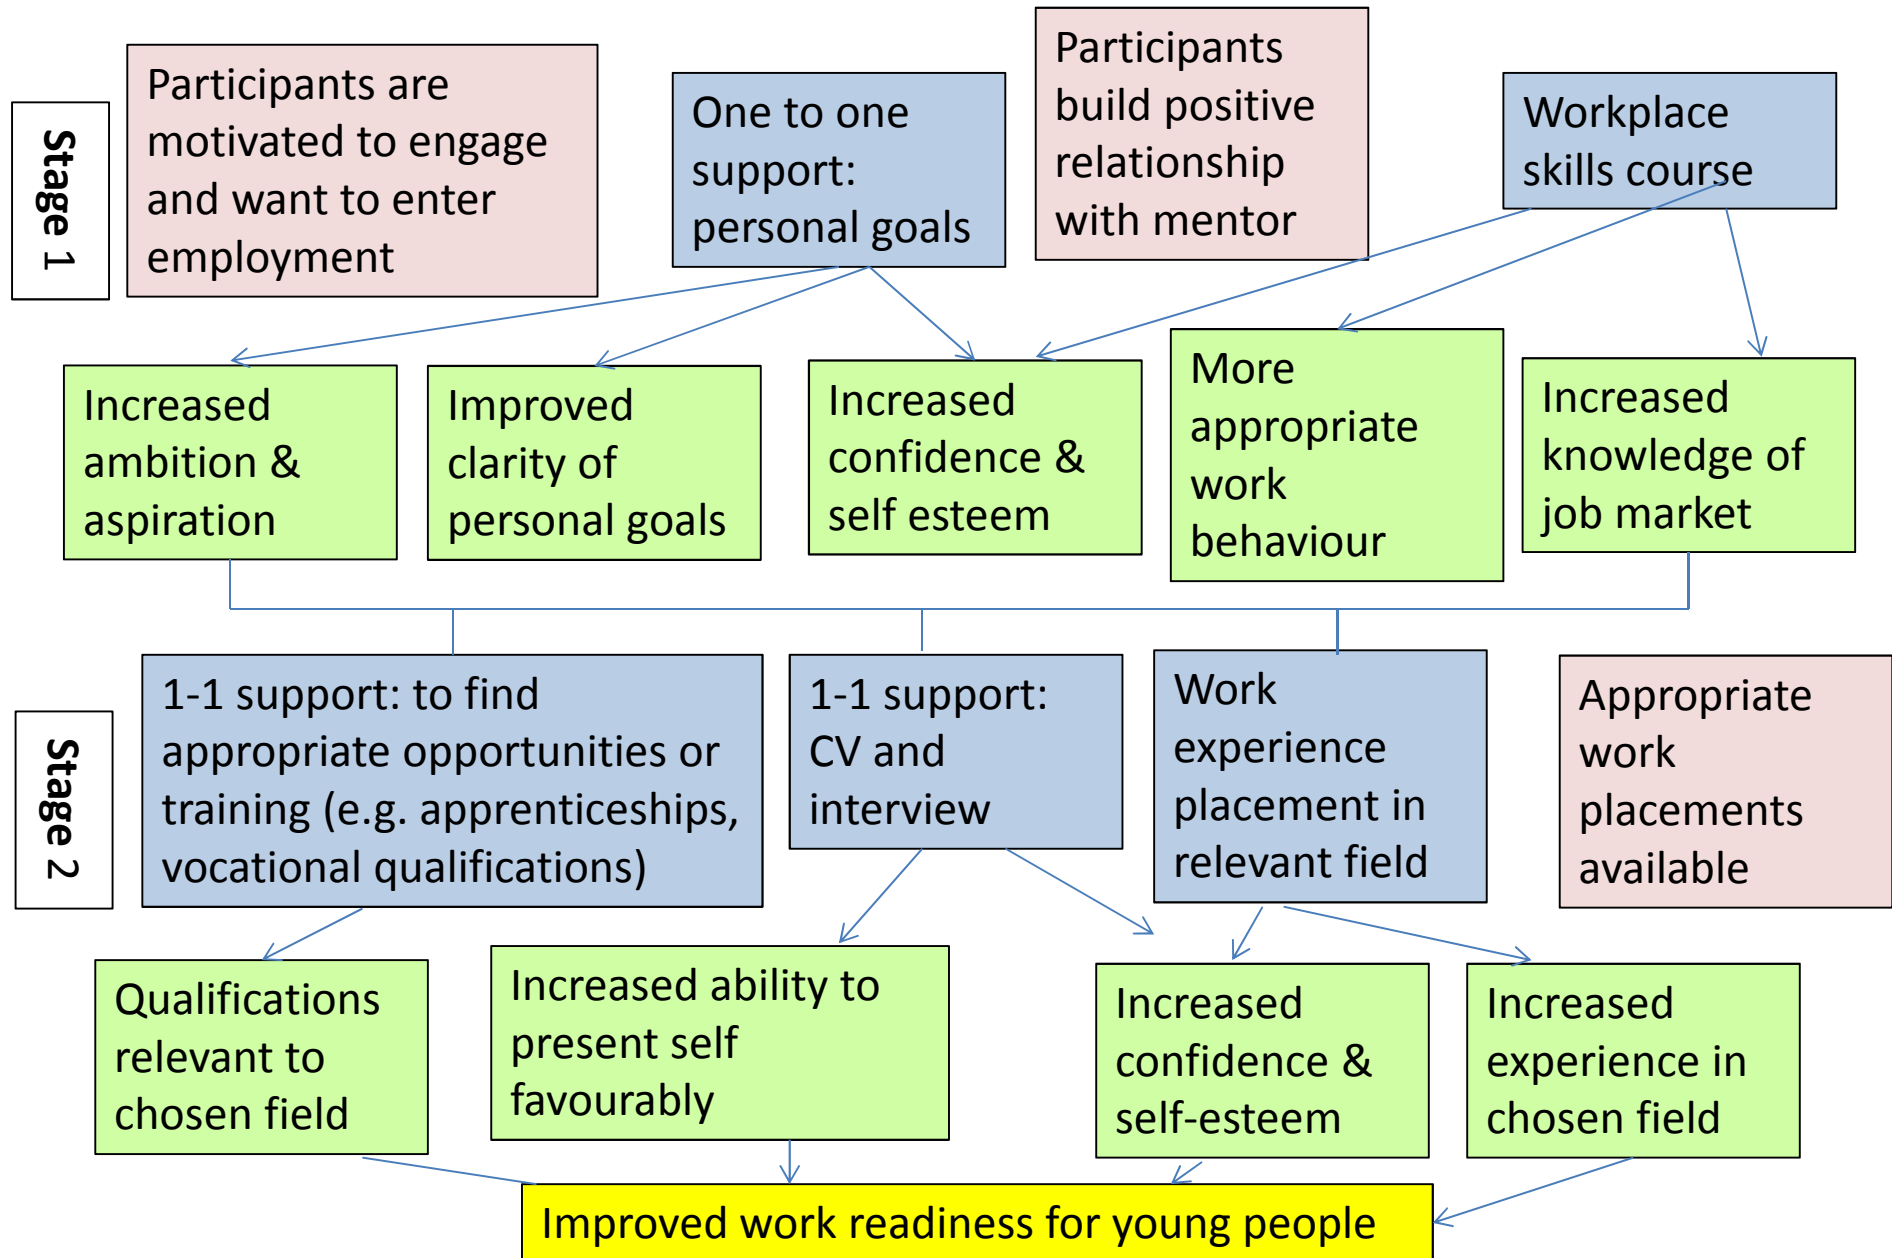 Stage 1
Participants are
motivated to engage
and want to enter
employment
One to one
support:
personal goals
Participants
build positive
relationship
with mentor
Workplace
skills course
Increased
ambition &
aspiration
Improved
clarity of
personal goals
Increased
confidence &
self esteem
More
appropriate
work
behaviour
Increased
knowledge of
job market
Stage 2
1-1 support: to find
appropriate opportunities or
training (e.g. apprenticeships,
vocational qualifications)
1-1 support:
CV and
interview
Work
experience
placement in
relevant field
Appropriate
work
placements
available
Qualifications
relevant to
chosen field
Increased ability to
present self
favourably
Increased
confidence &
self-esteem
Increased
experience in
chosen field
Improved work readiness for young people